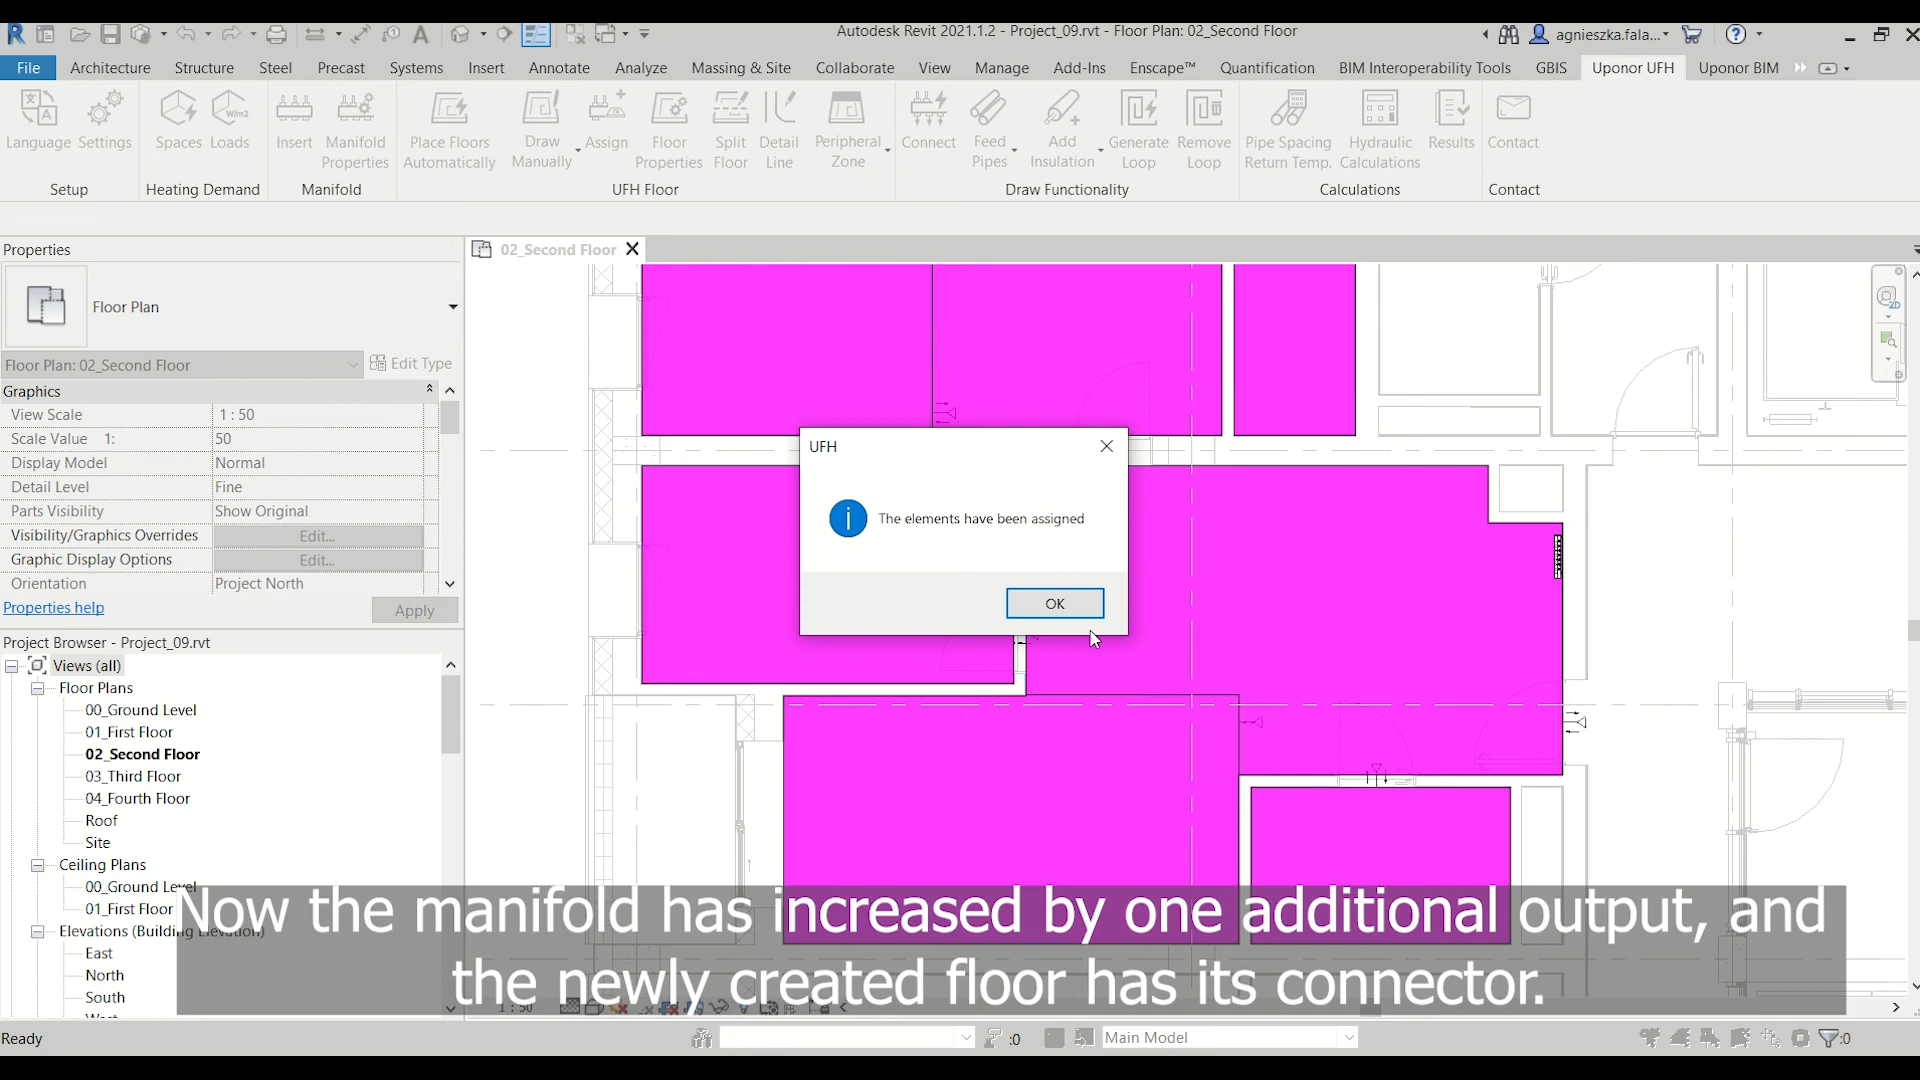 Autodesk Revit 2021.1.2 - Project_09.rvt - Floor Plan: 02_Second Floor
agnieszka.fala...
File Architecture Structure Steel Precast Systems Insert Annotate Analyze Massing & Site Collaborate View Manage Add-Ins Enscape™ Quantification BIM Interoperability Tools GBIS Uponor UFH Uponor BIM
Language Settings Spaces Loads Insert Manifold Properties Place Floors Automatically Draw Manually Assign Floor Properties Split Floor Detail Line Peripheral Zone Connect Feed Pipes Add Insulation Generate Loop Remove Loop Pipe Spacing Return Temp. Hydraulic Calculations Results Contact
Setup Heating Demand Manifold UFH Floor Draw Functionality Calculations Contact
Properties
02_Second Floor
Floor Plan
Floor Plan: 02_Second Floor
Edit Type
Graphics
View Scale 1 : 50
Scale Value 1: 50
Display Model Normal
Detail Level Fine
Parts Visibility Show Original
Visibility/Graphics Overrides Edit...
Graphic Display Options Edit...
Orientation Project North
Properties help
Apply
UFH
The elements have been assigned
OK
Project Browser - Project_09.rvt
Views (all)
Floor Plans
00_Ground Level
01_First Floor
02_Second Floor
03_Third Floor
04_Fourth Floor
Roof
Site
Ceiling Plans
00_Ground Level
01_First Floor
Elevations (Building Elevation)
East
North
South
Now the manifold has increased by one additional output, and
the newly created floor has its connector.
1 : 50
Ready
:0
Main Model
:0